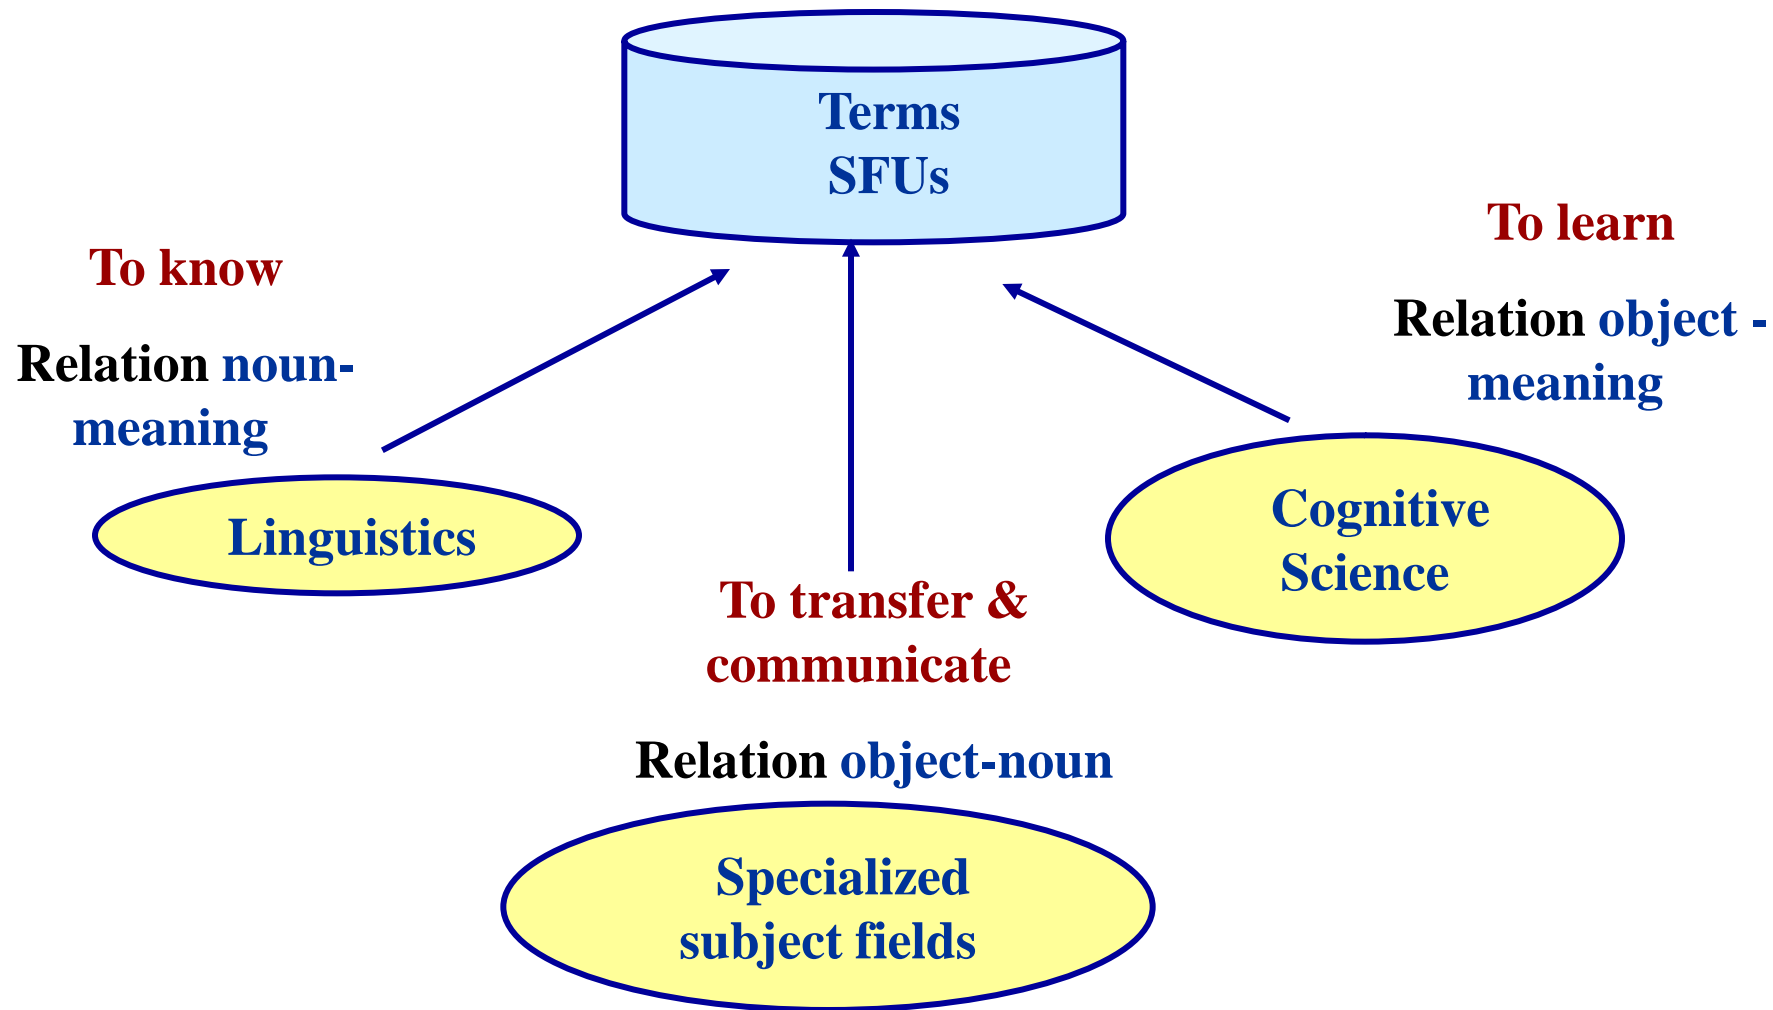 Terms
SFUs
To know
Relation noun-
meaning
Linguistics
To learn
Relation object -
meaning
Cognitive
Science
To transfer &
communicate
Relation object-noun
Specialized
subject fields